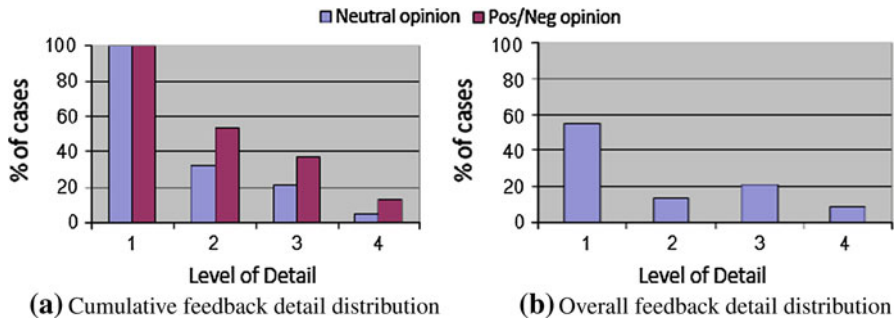 Neutral opinion Pos/Neg opinion
% of cases
100
80
60
40
20
0
1 2 3 4
Level of Detail
(a) Cumulative feedback detail distribution
% of cases
100
80
60
40
20
0
1 2 3 4
Level of Detail
(b) Overall feedback detail distribution